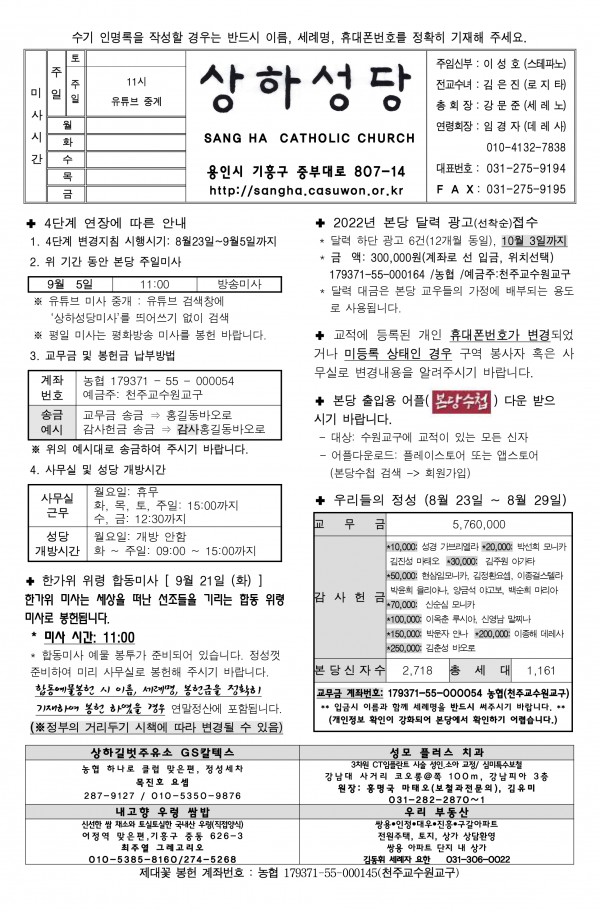 수기 인명록을 작성할 경우는 반드시 이름, 세례명, 휴대폰번호를 정확히 기재해 주세요.
미사시간
주일
토
주일
11시
유튜브 중계
월
화
수
목
금
상하성당
SANG HA CATHOLIC CHURCH
용인시 기흥구 중부대로 807-14
http://sangha.casuwon.or.kr
주임신부 : 이 성 호 (스테파노)
전교수녀 : 김 은 진 (로 지 타)
총 회 장 : 강 문 준 (세 레 노)
연령회장 : 임 경 자 (데 레 사)
010-4132-7838
대표번호 : 031-275-9194
F A X : 031-275-9195
✚ 4단계 연장에 따른 안내
1. 4단계 변경지침 시행시기: 8월23일~9월5일까지
2. 위 기간 동안 본당 주일미사
9월 5일 11:00 방송미사
※ 유튜브 미사 중개 : 유튜브 검색창에
'상하성당미사'를 띄어쓰기 없이 검색
※ 평일 미사는 평화방송 미사를 봉헌 바랍니다.
3. 교무금 및 봉헌금 납부방법
계좌 번호
농협 179371 - 55 - 000054
예금주: 천주교수원교구
송금 예시
교무금 송금 ⇒ 홍길동바오로
감사헌금 송금 ⇒ 감사홍길동바오로
※ 위의 예시대로 송금하여 주시기 바랍니다.
4. 사무실 및 성당 개방시간
사무실 근무
월요일: 휴무
화, 목, 토, 주일: 15:00까지
수, 금: 12:30까지
성당 개방시간
월요일: 개방 안함
화 ~ 주일: 09:00 ~ 15:00까지
✚ 한가위 위령 합동미사 [ 9월 21일 (화) ]
한가위 미사는 세상을 떠난 선조들을 기리는 합동 위령
미사로 봉헌됩니다.
* 미사 시간: 11:00
* 합동미사 예물 봉투가 준비되어 있습니다. 정성껏
준비하여 미리 사무실로 봉헌해 주시기 바랍니다.
합동예물봉헌 시 이름, 세례명, 봉헌금을 정확히
기재하여 봉헌 하였을 경우 연말정산에 포함됩니다.
(※정부의 거리두기 시책에 따라 변경될 수 있음)
✚ 2022년 본당 달력 광고(선착순)접수
* 달력 하단 광고 6건(12개월 동일), 10월 3일까지
* 금 액: 300,000원(계좌로 선 입금, 위치선택)
179371-55-000164 /농협 /예금주:천주교수원교구
* 달력 대금은 본당 교우들의 가정에 배부되는 용도
로 사용됩니다.
✚ 교적에 등록된 개인 휴대폰번호가 변경되었
거나 미등록 상태인 경우 구역 봉사자 혹은 사
무실로 변경내용을 알려주시기 바랍니다.
✚ 본당 출입용 어플( 본당수첩 ) 다운 받으
시기 바랍니다.
- 대상: 수원교구에 교적이 있는 모든 신자
- 어플다운로드: 플레이스토어 또는 앱스토어
(본당수첩 검색 -> 회원가입)
✚ 우리들의 정성 (8월 23일 ~ 8월 29일)
교 무 금 5,760,000
감 사 헌 금
*10,000: 성경 가브리엘라 *20,000: 박선희 모니카
김진성 마태오 *30,000: 김주원 아가타
*50,000: 현삼임모니카, 김정환요셉, 이종걸스텔라
박윤희 율리아나, 양금석 야고보, 백순희 마리아
*70,000: 신순심 모니카
*100,000: 이옥춘 루시아, 신영남 말찌나
*150,000: 박문자 안나 *200,000: 이종해 데레사
*250,000: 김춘성 바오로
본 당 신 자 수 2,718 총 세 대 1,161
교무금 계좌번호: 179371-55-000054 농협(천주교수원교구)
** 입금시 이름과 함께 세례명을 반드시 써주시기 바랍니다. **
(개인정보 확인이 강화되어 본당에서 확인하기 어렵습니다.)
상하길벗주유소 GS칼텍스
농협 하나로 클럽 맞은편, 정성세차
목진호 요셉
287-9127 / 010-5350-9876
성모 플러스 치과
3차원 CT임플란트 시술 성인.소아 교정/ 심미특수보철
강남대 사거리 코오롱@쪽 100m, 강남피아 3층
원장: 홍명국 마태오(보철과전문의), 김유미
031-282-2870~1
내고향 우렁 쌈밥
신선한 쌈 채소와 토실토실한 국내산 우렁(직접양식)
어정역 맞은편,기흥구 중동 626-3
최주열 그레고리오
010-5385-8160/274-5268
우리 부동산
쌍용•인정•대우•진흥•구갈아파트
전원주택, 토지, 상가 상담환영
쌍용 아파트 단지 내 상가
김동휘 세례자 요한 031-306-0022
제대꽃 봉헌 계좌번호 : 농협 179371-55-000145(천주교수원교구)